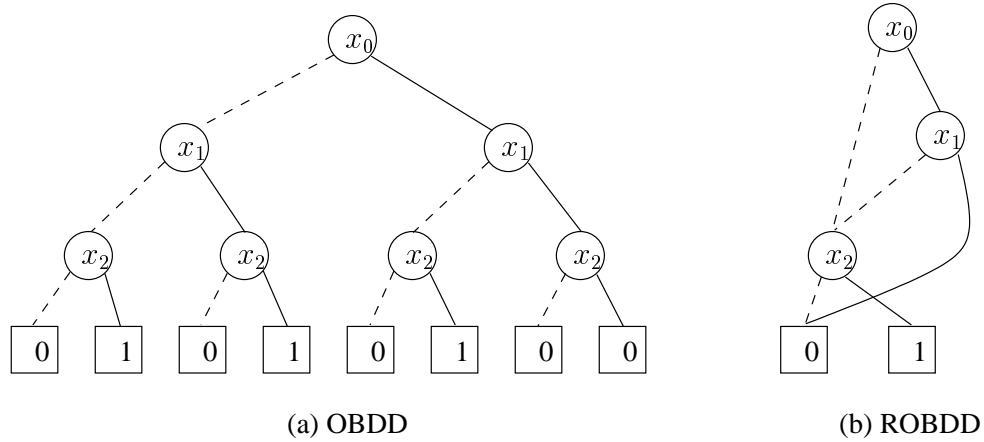 x₀
x₀
x₁ x₁
x₁
x₂ x₂ x₂ x₂
x₂
0 1 0 1 0 1 0 0
0 1
(a) OBDD
(b) ROBDD